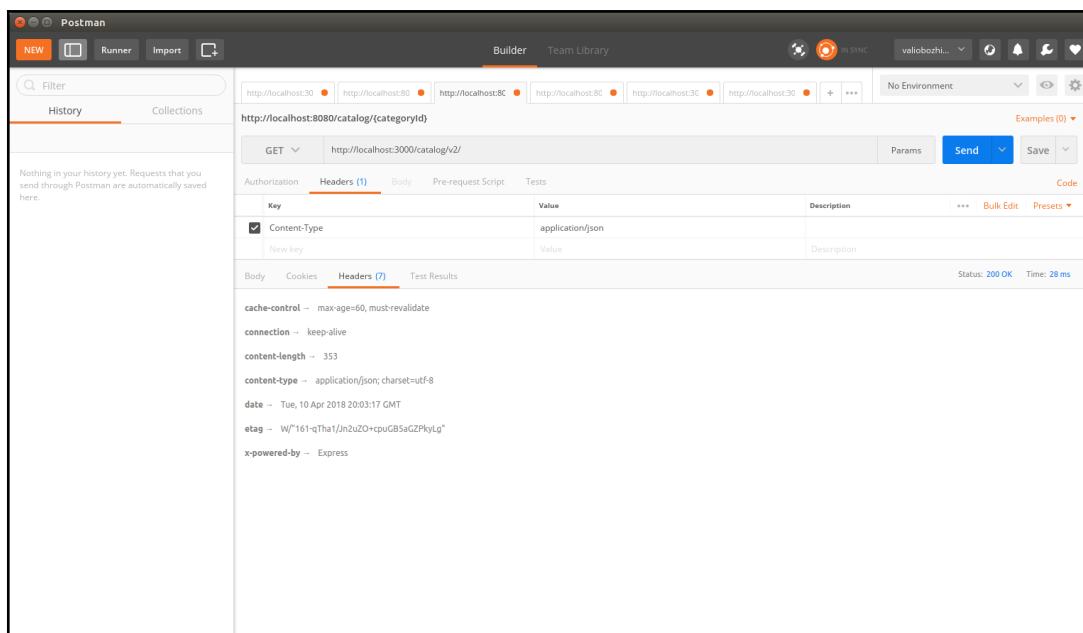 Postman
NEW Runner Import Builder Team Library IN SYNC valiobozhi...
Filter
History Collections
Nothing in your history yet. Requests that you
send through Postman are automatically saved
here.
http://localhost:30 http://localhost:80 http://localhost:8C http://localhost:8C http://localhost:3C http://localhost:30 + ••• No Environment
http://localhost:8080/catalog/{categoryId} Examples (0)
GET http://localhost:3000/catalog/v2/ Params Send Save
Authorization Headers (1) Body Pre-request Script Tests Code
Key Value Description ••• Bulk Edit Presets
Content-Type application/json
New key Value Description
Body Cookies Headers (7) Test Results Status: 200 OK Time: 28 ms
cache-control → max-age=60, must-revalidate
connection → keep-alive
content-length → 353
content-type → application/json; charset=utf-8
date → Tue, 10 Apr 2018 20:03:17 GMT
etag → W/"161-qTha1/Jn2uZO+cpuGB5aGZPkyLg"
x-powered-by → Express